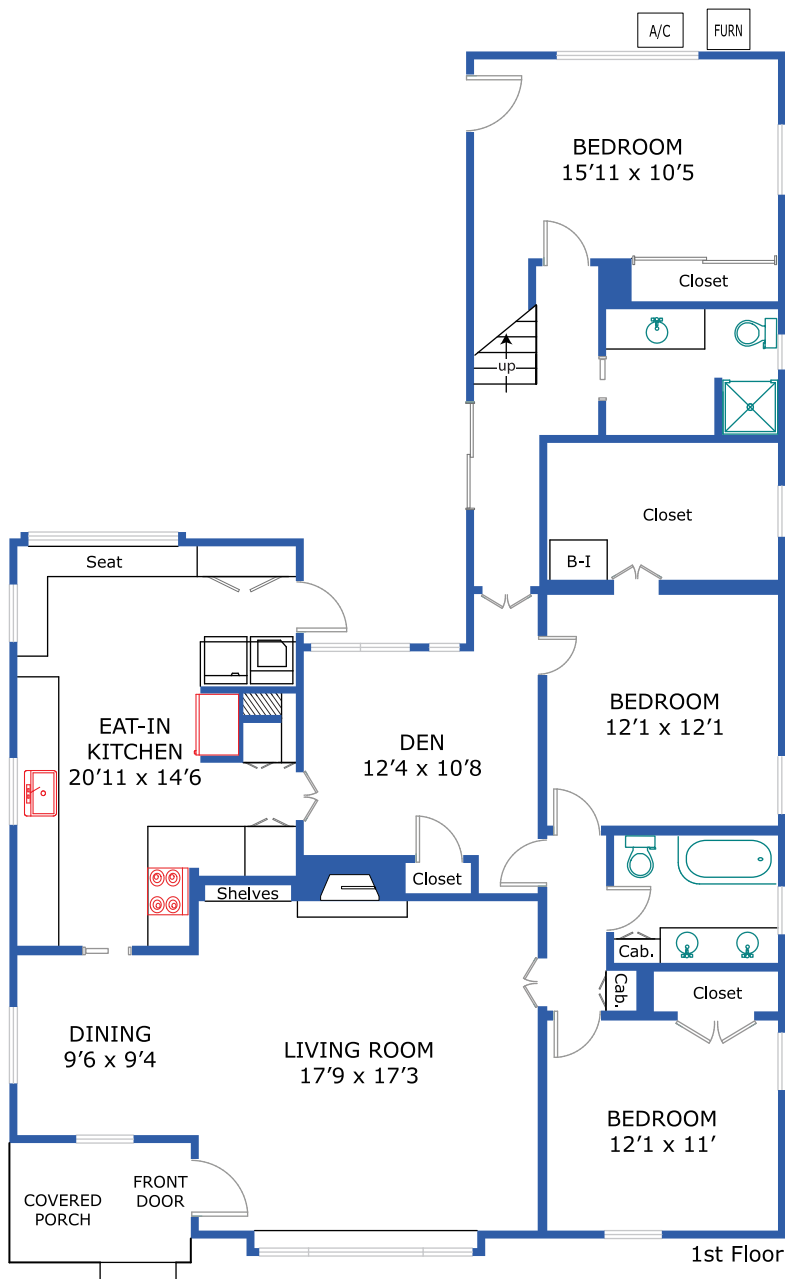 A/C
FURN
BEDROOM
15'11 x 10'5
Closet
up
Closet
B-I
Seat
BEDROOM
12'1 x 12'1
EAT-IN
KITCHEN
20'11 x 14'6
DEN
12'4 x 10'8
Closet
Shelves
Cab.
Cab.
Closet
DINING
9'6 x 9'4
LIVING ROOM
17'9 x 17'3
BEDROOM
12'1 x 11'
COVERED
PORCH
FRONT
DOOR
1st Floor